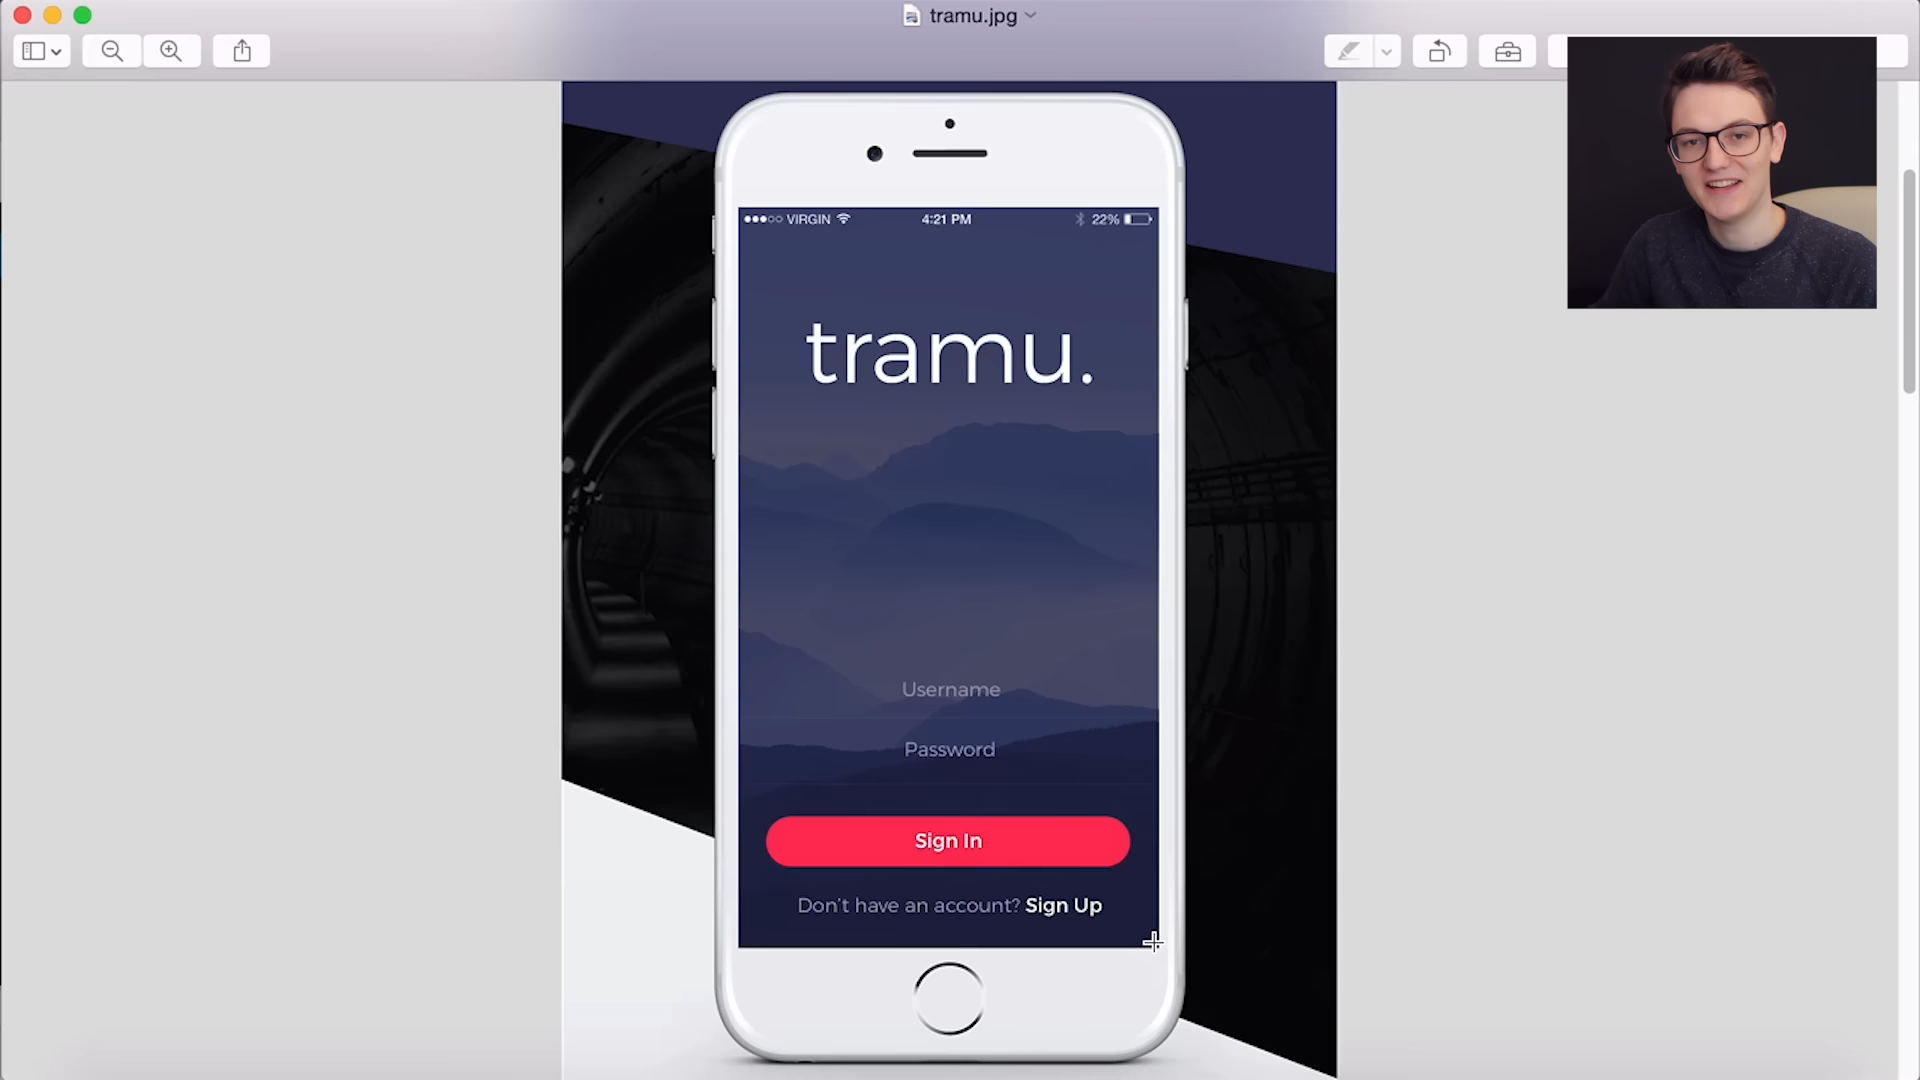 tramu.jpg
VIRGIN 4:21 PM 22%
tramu.
Username
Password
Sign In
Don't have an account? Sign Up